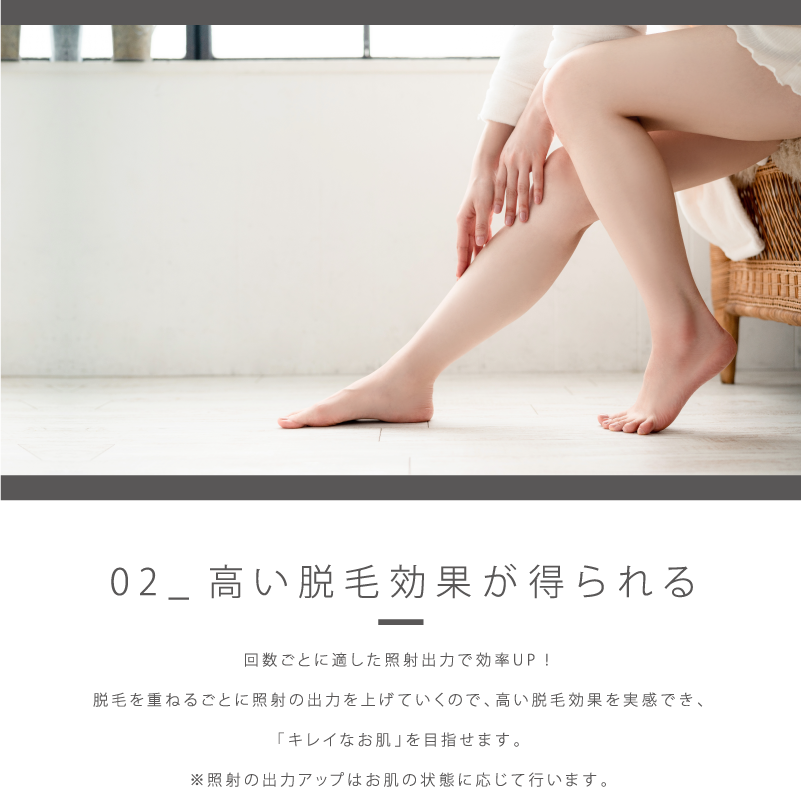 02_高い脱毛効果が得られる
回数ごとに適した照射出力で効率UP！
脱毛を重ねるごとに照射の出力を上げていくので、高い脱毛効果を実感でき、
「キレイなお肌」を目指せます。
※照射の出力アップはお肌の状態に応じて行います。